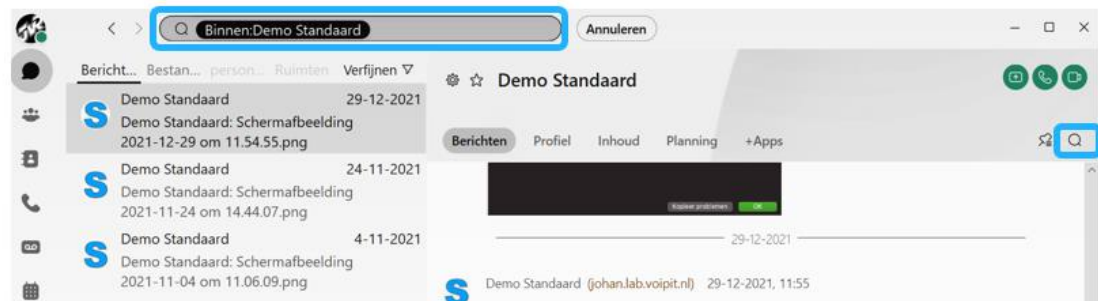 Binnen:Demo Standaard
Annuleren
Bericht... Bestan... person... Ruimten Verfijnen
Demo Standaard 29-12-2021
Demo Standaard: Schermafbeelding
2021-12-29 om 11.54.55.png
Demo Standaard 24-11-2021
Demo Standaard: Schermafbeelding
2021-11-24 om 14.44.07.png
Demo Standaard 4-11-2021
Demo Standaard: Schermafbeelding
2021-11-04 om 11.06.09.png
Demo Standaard
Berichten Profiel Inhoud Planning +Apps
Kopieer problemen OK
29-12-2021
Demo Standaard (johan.lab.voipit.nl) 29-12-2021, 11:55